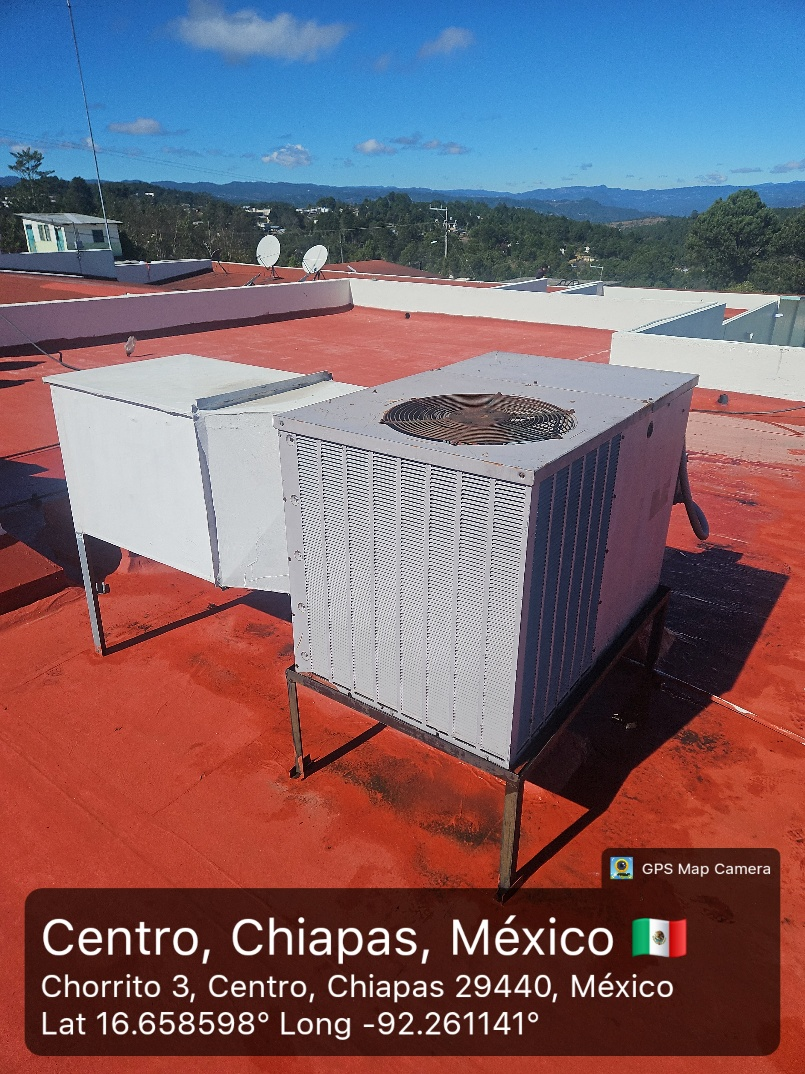 GPS Map Camera
Centro, Chiapas, México 🇲🇽
Chorrito 3, Centro, Chiapas 29440, México
Lat 16.658598° Long -92.261141°